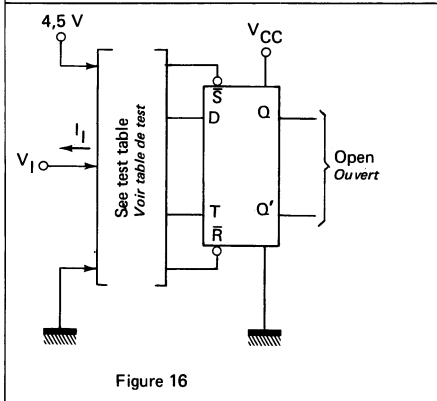 4,5 V
V_CC
S̅
D
Q
I_I
V_I
See test table
Voir table de test
Open
Ouvert
T
Q'
R̅
Figure 16